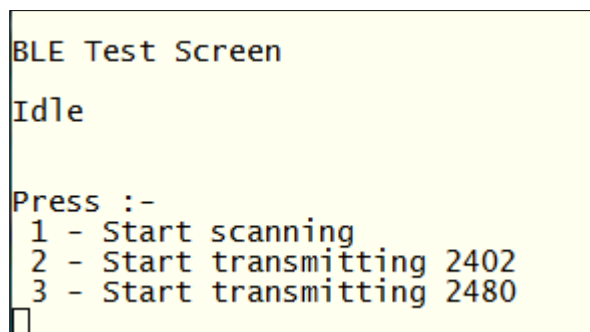 BLE Test Screen
Idle
Press :-
1 - Start scanning
2 - Start transmitting 2402
3 - Start transmitting 2480